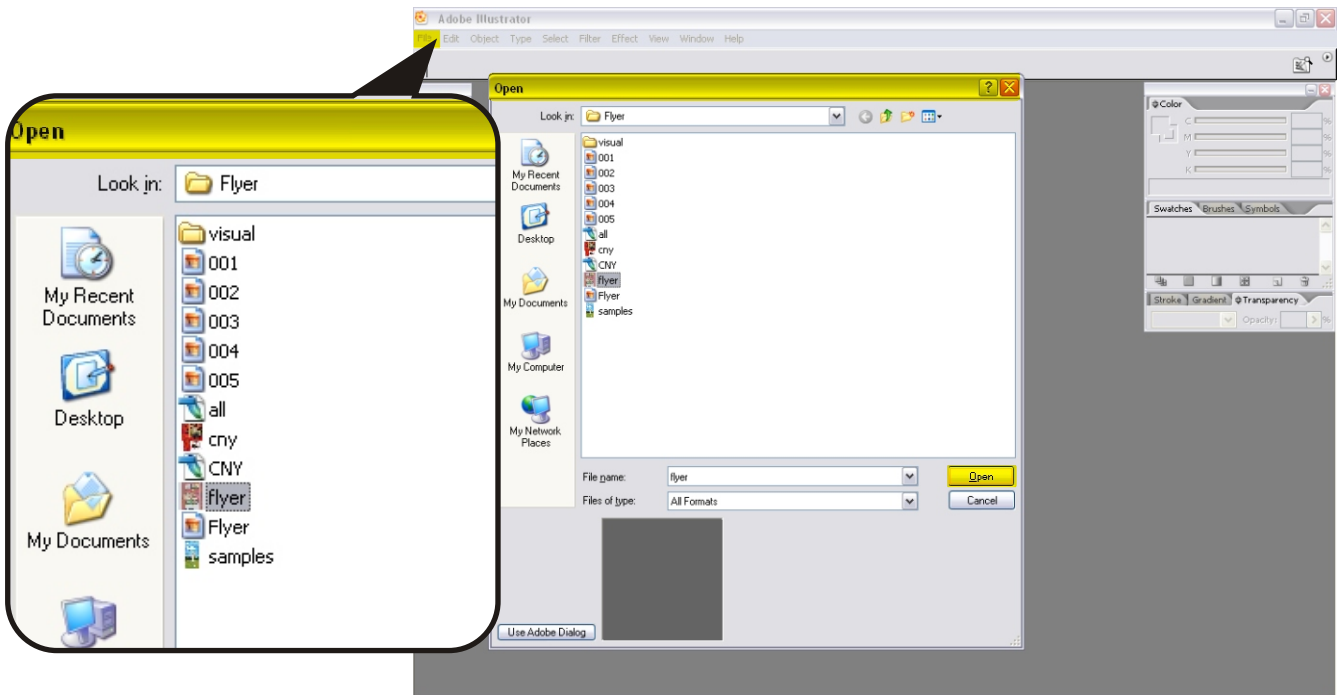 Adobe Illustrator
File Edit Object Type Select Filter Effect View Window Help
Open
Look in: Flyer
visual
001
002
003
004
005
all
cny
CNY
flyer
Flyer
samples
My Recent Documents
Desktop
My Documents
My Computer
My Network Places
File name: flyer
Open
Files of type: All Formats
Cancel
Use Adobe Dialog
Open
Look in: Flyer
visual
001
002
003
004
005
all
cny
CNY
flyer
Flyer
samples
My Recent Documents
Desktop
My Documents
Color
C %
M %
Y %
K %
Swatches Brushes Symbols
Stroke Gradient Transparency
Opacity: %